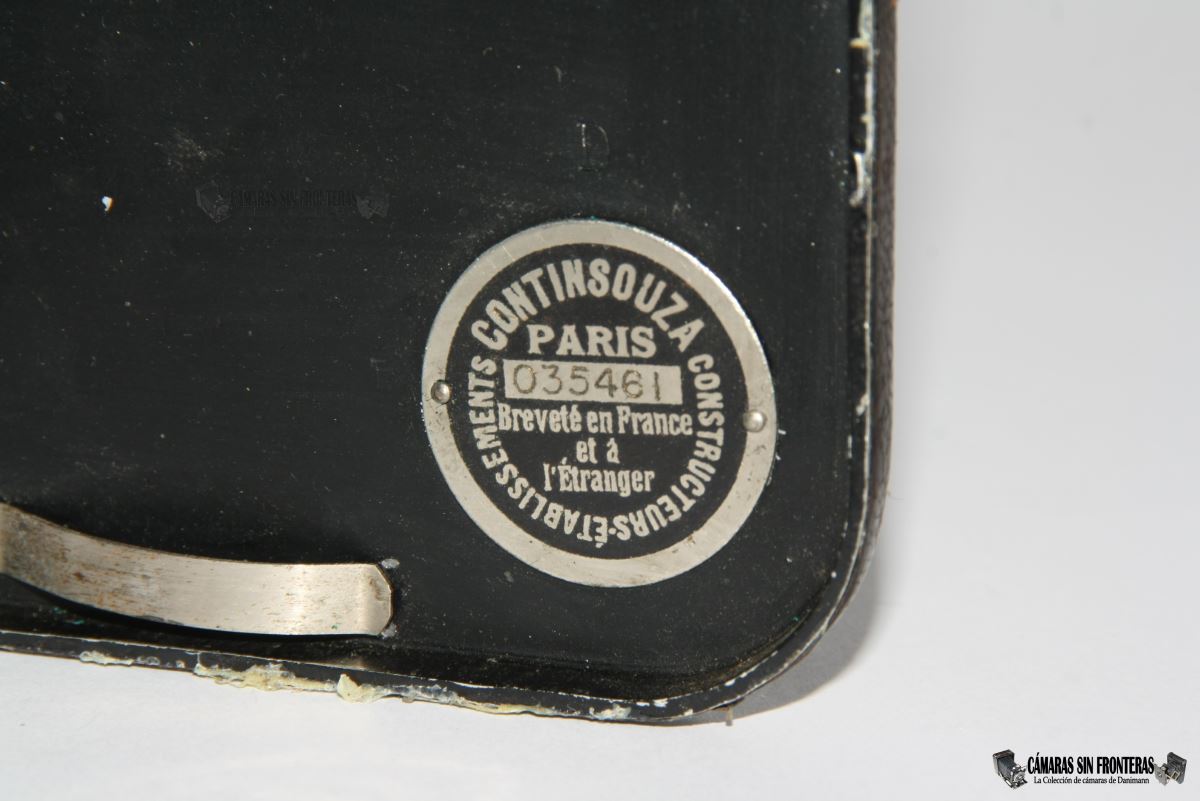 D
CÁMARAS SIN FRONTERAS
ÉTABLISSEMENTS CONTINSOUZA CONSTRUCTEURS-
PARIS
035461
Breveté en France
et à
l'Étranger
CÁMARAS SIN FRONTERAS
La Colección de cámaras de Danimann